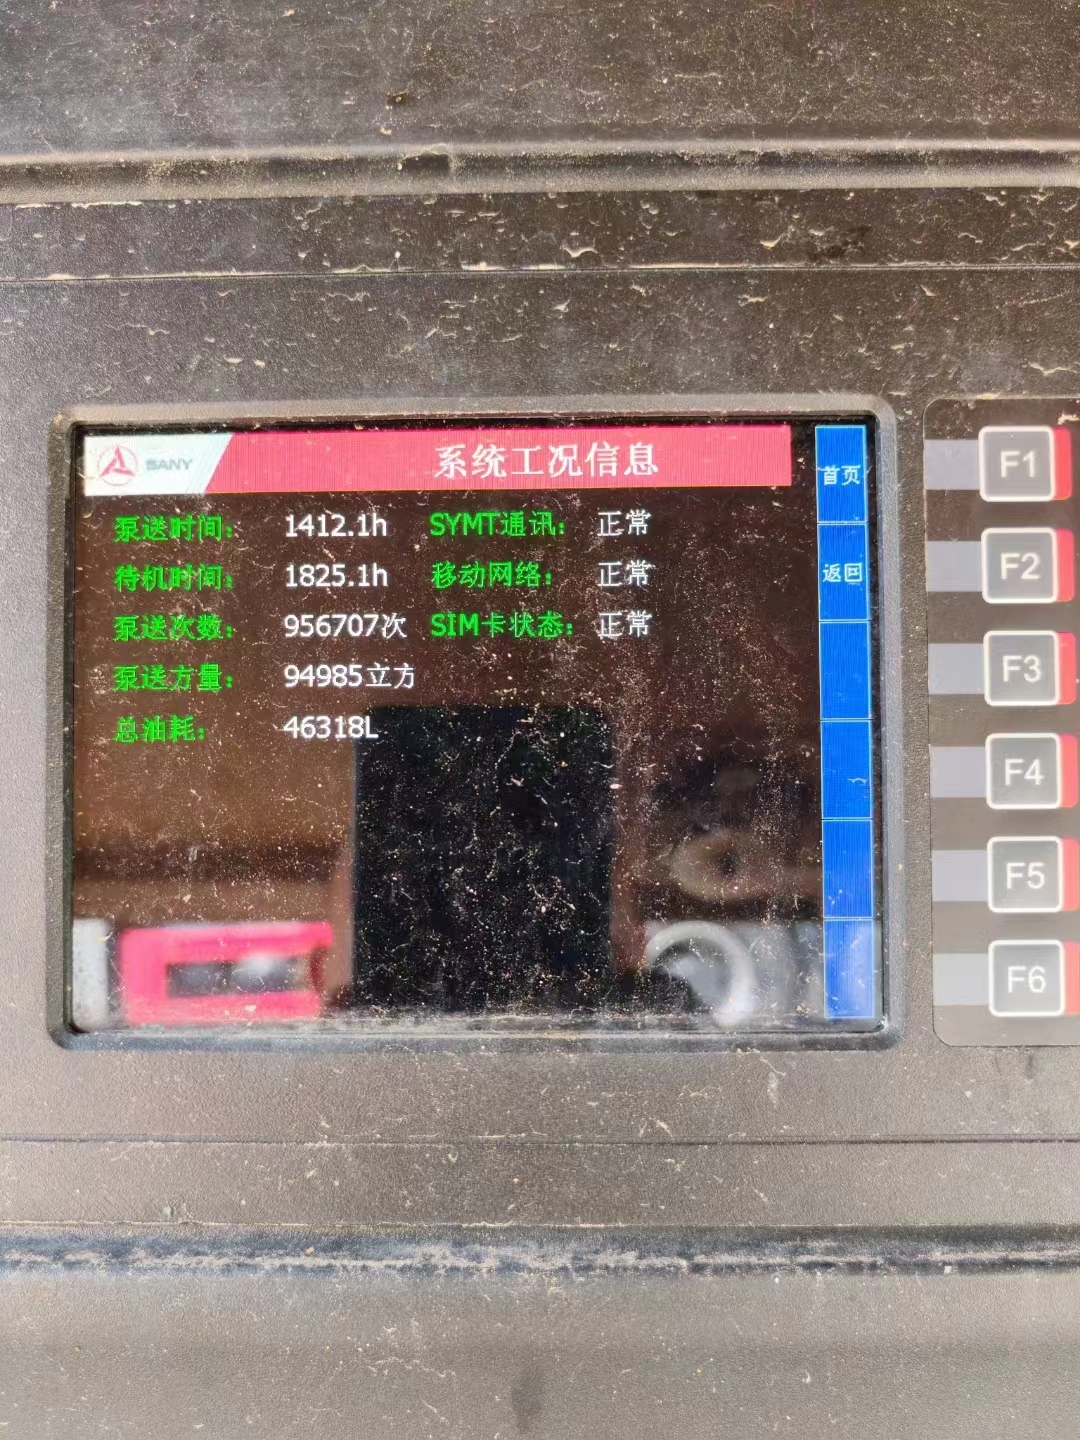 SANY
系统工况信息
首页
返回
泵送时间: 1412.1h SYMT通讯: 正常
待机时间: 1825.1h 移动网络: 正常
泵送次数: 956707次 SIM卡状态: 正常
泵送方量: 94985立方
总油耗: 46318L
F1
F2
F3
F4
F5
F6